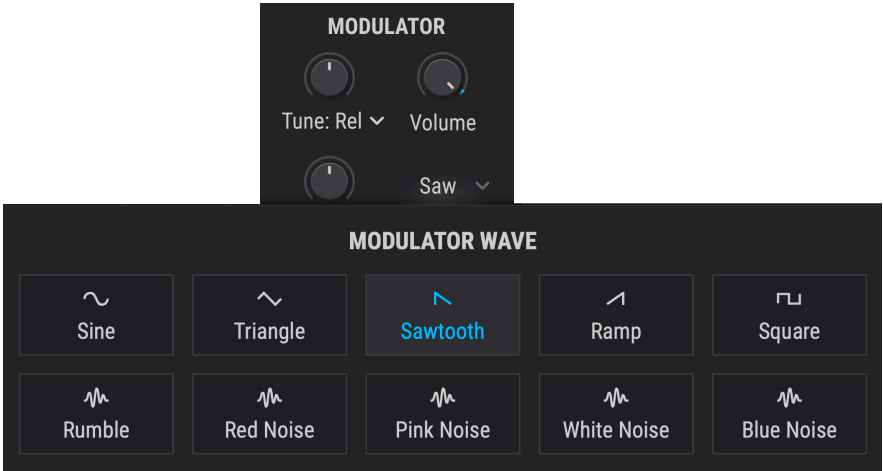 MODULATOR
Tune: Rel Volume
Saw
MODULATOR WAVE
Sine Triangle Sawtooth Ramp Square
Rumble Red Noise Pink Noise White Noise Blue Noise